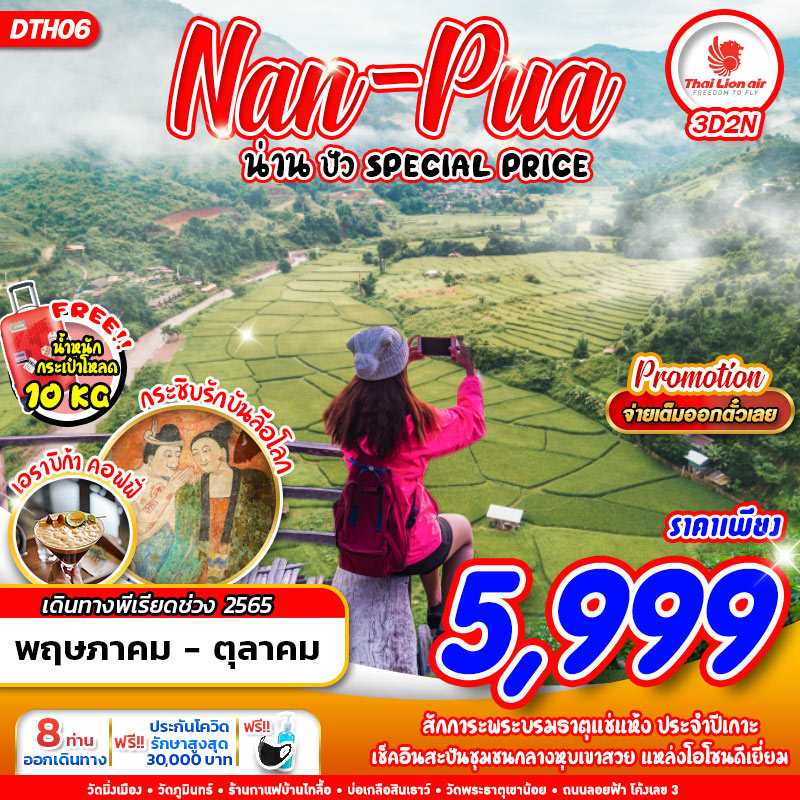 DTH06
Nan-Pua
Thai Lion air
FREEDOM TO FLY
3D2N
น่าน ปัว SPECIAL PRICE
FREE!!
น้ำหนัก
กระเป๋าโหลด
10 KG
กระซิบรักบันลือโลก
เอราบิก้า คอฟฟี่
Promotion
จ่ายเต็มออกตั๋วเลย
ราคาเพียง
5,999
เดินทางพีเรียดช่วง 2565
พฤษภาคม - ตุลาคม
8 ท่าน
ออกเดินทาง
ฟรี!!
ประกันโควิด
รักษาสูงสุด
30,000 บาท
ฟรี!!
สักการะพระบรมธาตุแช่แห้ง ประจำปีเถาะ
เช็คอินสะปันชุมชนกลางหุบเขาสวย แหล่งโอโซนดีเยี่ยม
วัดมิ่งเมือง • วัดภูมินทร์ • ร้านกาแฟบ้านไทลื้อ • บ่อเกลือสินเธาว์ • วัดพระธาตุเขาน้อย • ถนนลอยฟ้า โค้งเลข 3